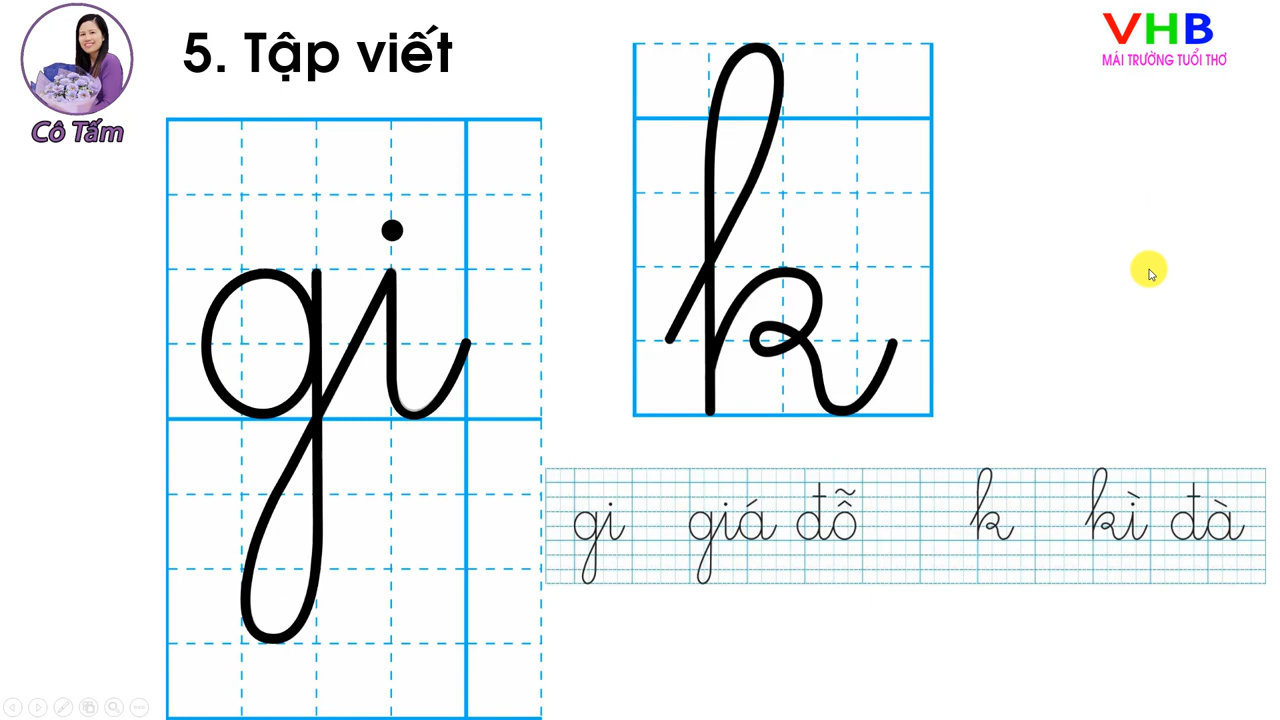 5. Tập viết
VHB
MÁI TRƯỜNG TUỔI THƠ
Cô Tấm
gi
k
gi giá đỗ k kì đà